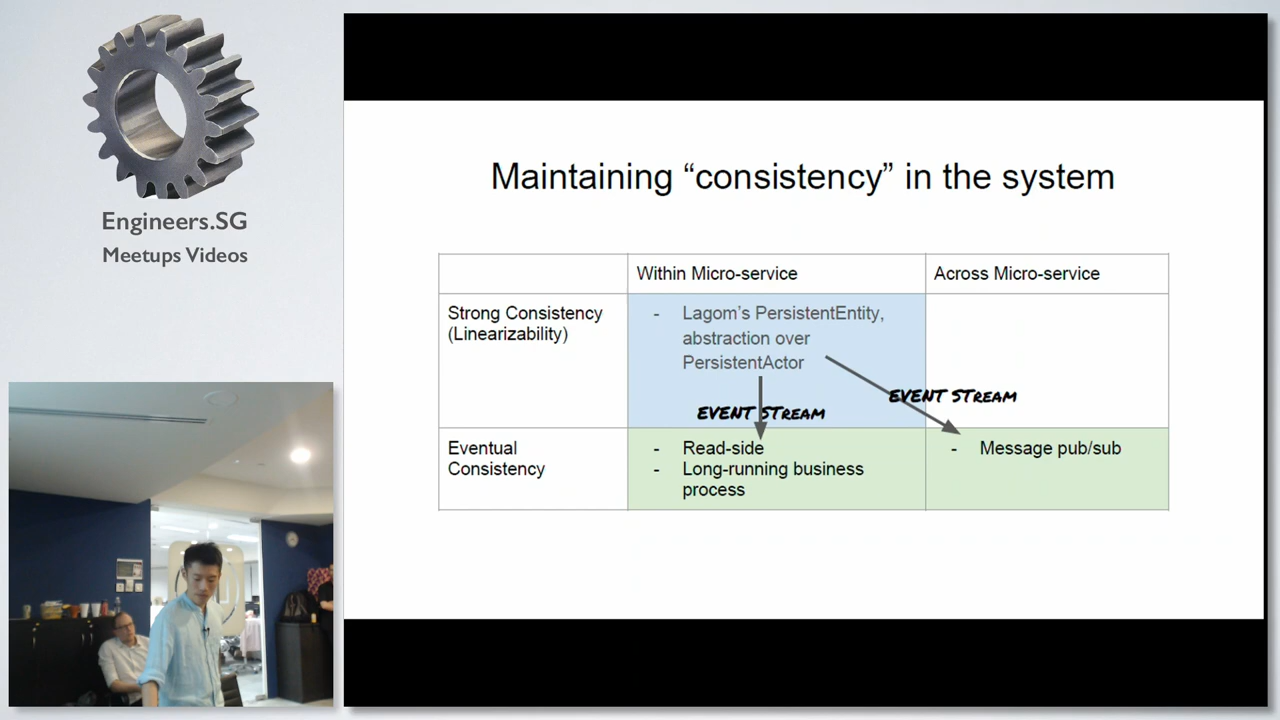 Engineers.SG
Meetups Videos
Maintaining “consistency” in the system
Within Micro-service
Across Micro-service
Strong Consistency
(Linearizability)
- Lagom’s PersistentEntity,
abstraction over
PersistentActor
EVENT STREAM
EVENT STREAM
Eventual
Consistency
- Read-side
- Long-running business
process
- Message pub/sub